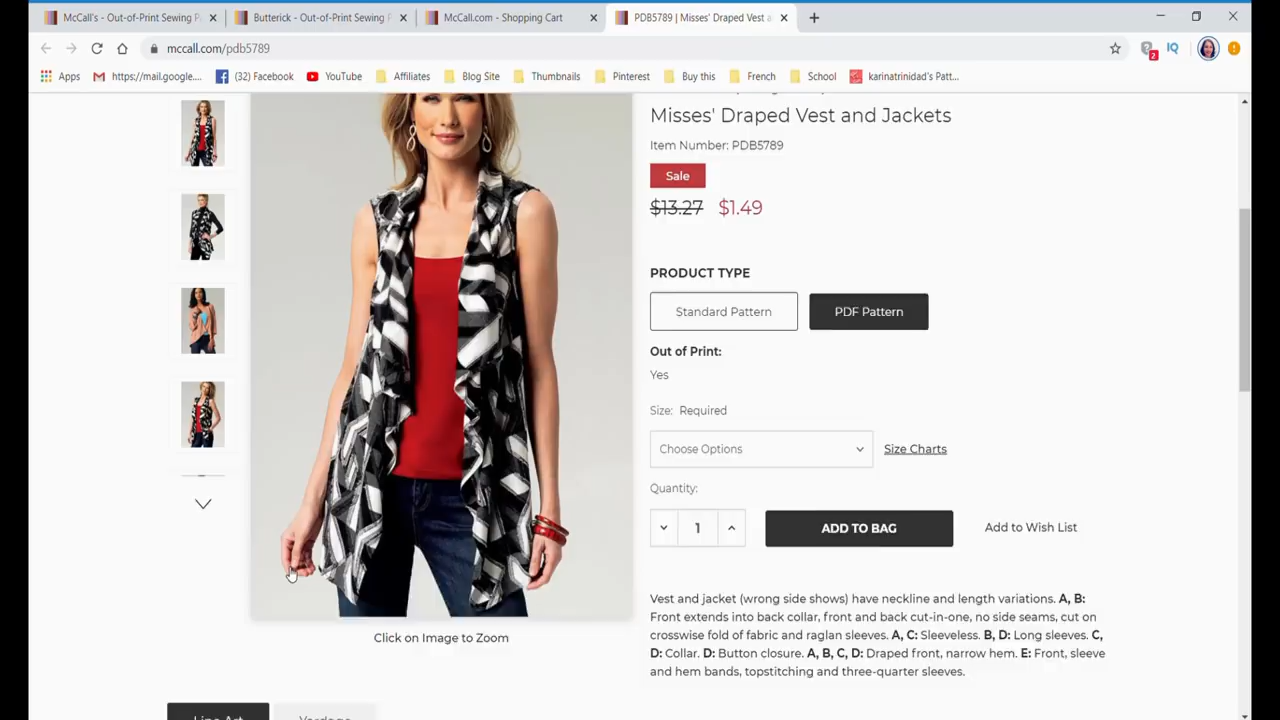 McCall's - Out-of-Print Sewing P
Butterick - Out-of-Print Sewing P
McCall.com - Shopping Cart
PDB5789 | Misses' Draped Vest a
mccall.com/pdb5789
2
IQ
Apps
https://mail.google....
(32) Facebook
YouTube
Affiliates
Blog Site
Thumbnails
Pinterest
Buy this
French
School
karinatrinidad's Patt...
Misses' Draped Vest and Jackets
Item Number: PDB5789
Sale
$13.27 $1.49
PRODUCT TYPE
Standard Pattern
PDF Pattern
Out of Print:
Yes
Size: Required
Choose Options
Size Charts
Quantity:
1
ADD TO BAG
Add to Wish List
Vest and jacket (wrong side shows) have neckline and length variations. A, B:
Front extends into back collar, front and back cut-in-one, no side seams, cut on
crosswise fold of fabric and raglan sleeves. A, C: Sleeveless. B, D: Long sleeves. C,
D: Collar. D: Button closure. A, B, C, D: Draped front, narrow hem. E: Front, sleeve
and hem bands, topstitching and three-quarter sleeves.
Click on Image to Zoom
Line Art
Yardage